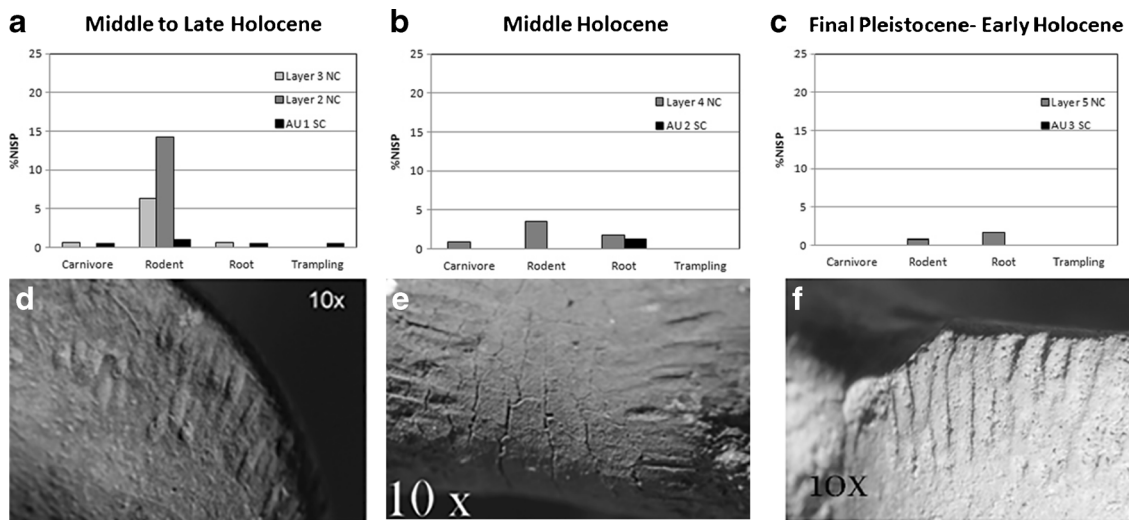 a Middle to Late Holocene
25
20
15
10
5
0
%NISP
Layer 3 NC
Layer 2 NC
AU 1 SC
Carnivore Rodent Root Trampling
b Middle Holocene
25
20
15
10
5
0
%NISP
Layer 4 NC
AU 2 SC
Carnivore Rodent Root Trampling
c Final Pleistocene- Early Holocene
25
20
15
10
5
0
%NISP
Layer 5 NC
AU 3 SC
Carnivore Rodent Root Trampling
d 10x
e
10 x
f
10X